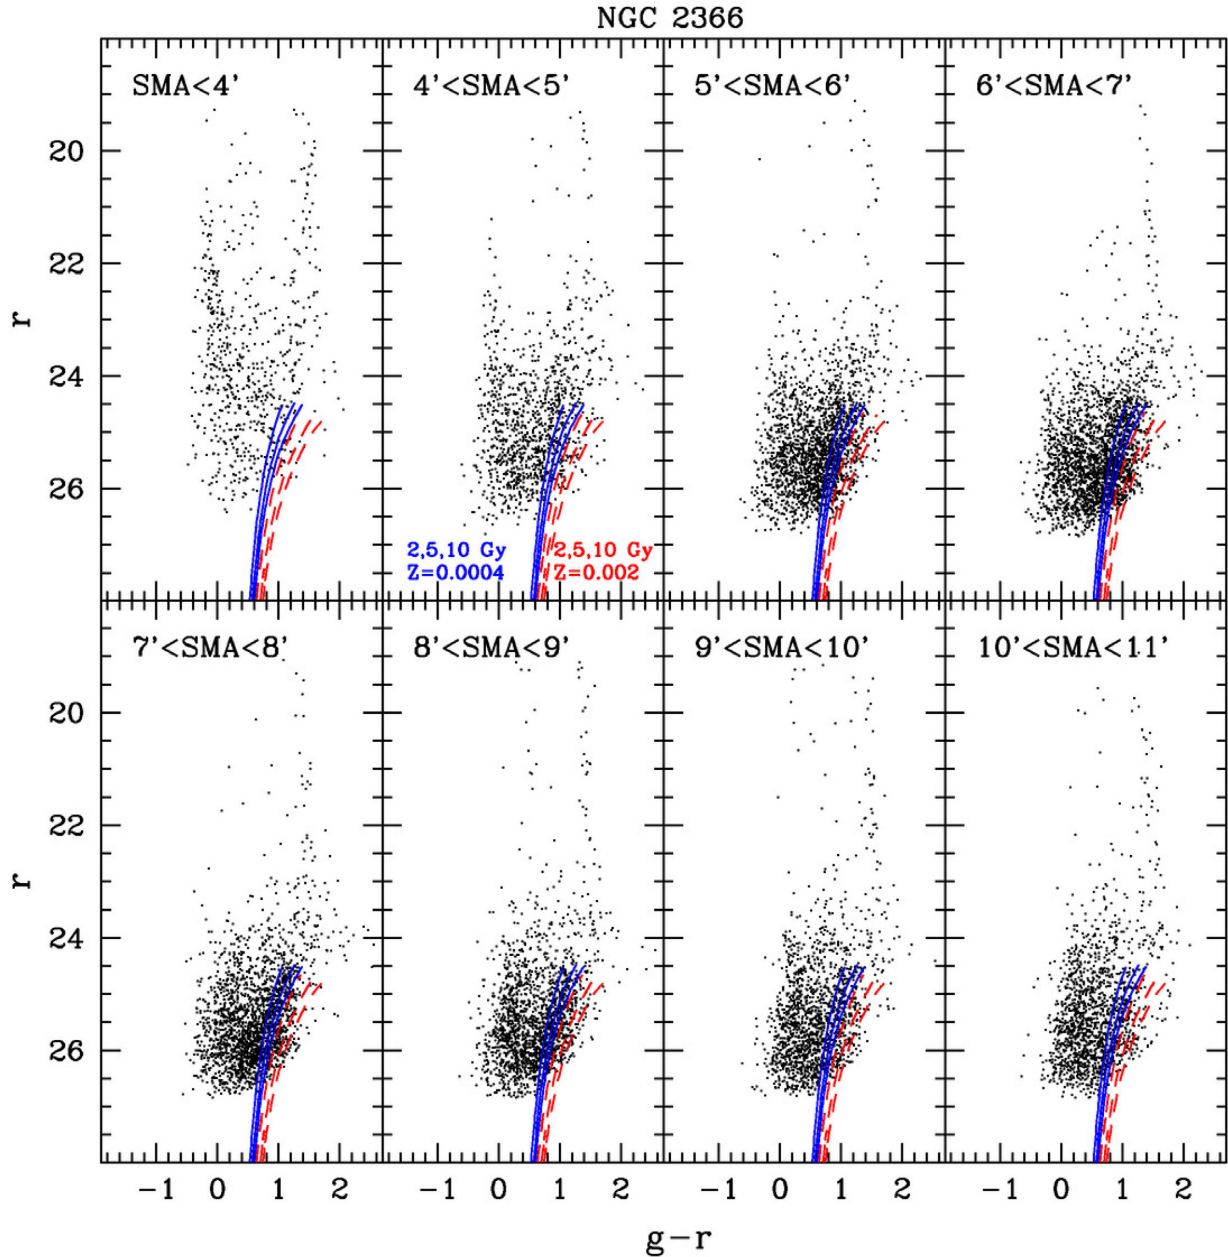 NGC 2366
SMA<4' 4'<SMA<5' 5'<SMA<6' 6'<SMA<7'
20
22
r
24
26
2,5,10 Gy 2,5,10 Gy
Z=0.0004 Z=0.002
7'<SMA<8' 8'<SMA<9' 9'<SMA<10' 10'<SMA<11'
20
22
r
24
26
-1 0 1 2 -1 0 1 2 -1 0 1 2 -1 0 1 2
g-r